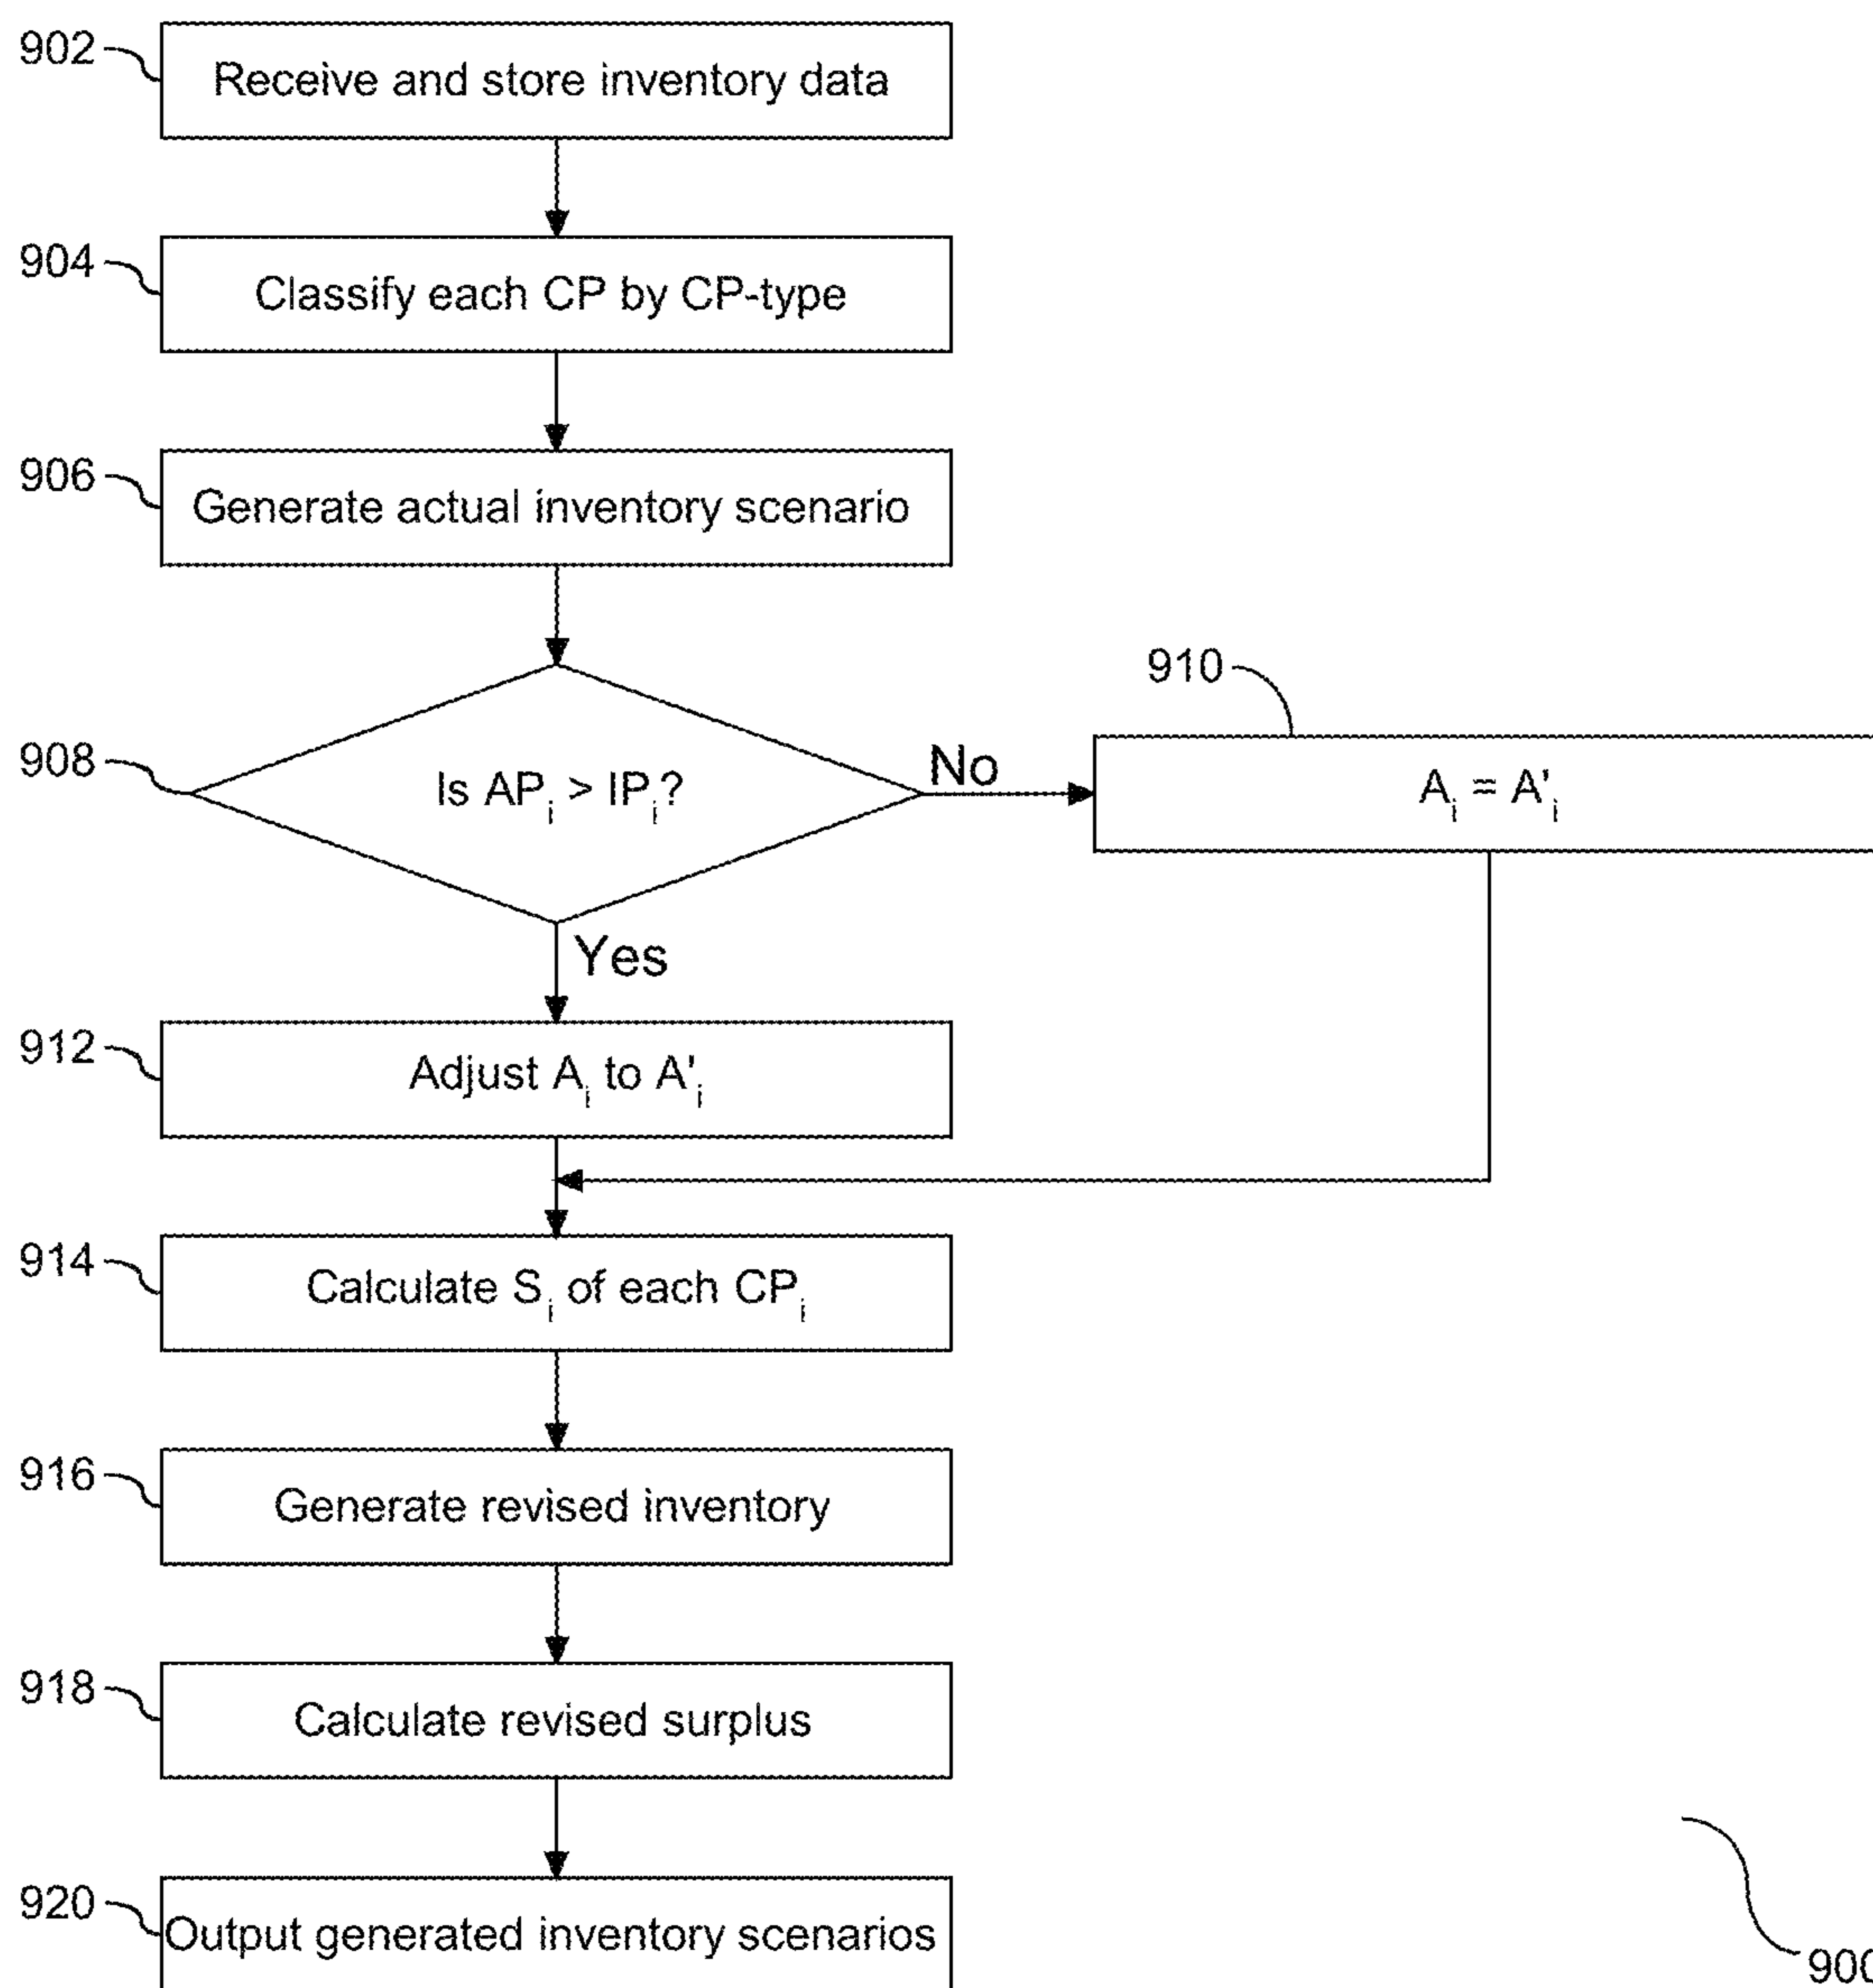 902
Receive and store inventory data
904
Classify each CP by CP-type
906
Generate actual inventory scenario
908
Is APᵢ > IPᵢ?
No
910
Aᵢ = A'ᵢ
Yes
912
Adjust Aᵢ to A'ᵢ
914
Calculate Sᵢ of each CPᵢ
916
Generate revised inventory
918
Calculate revised surplus
920
Output generated inventory scenarios
900